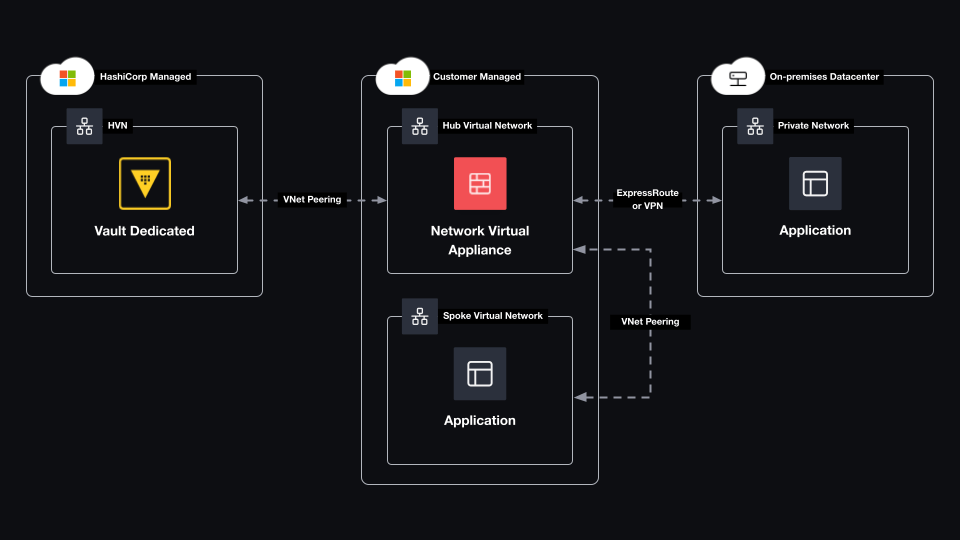 HashiCorp Managed
HVN
Vault Dedicated
VNet Peering
Customer Managed
Hub Virtual Network
Network Virtual
Appliance
Spoke Virtual Network
Application
ExpressRoute
or VPN
VNet Peering
On-premises Datacenter
Private Network
Application